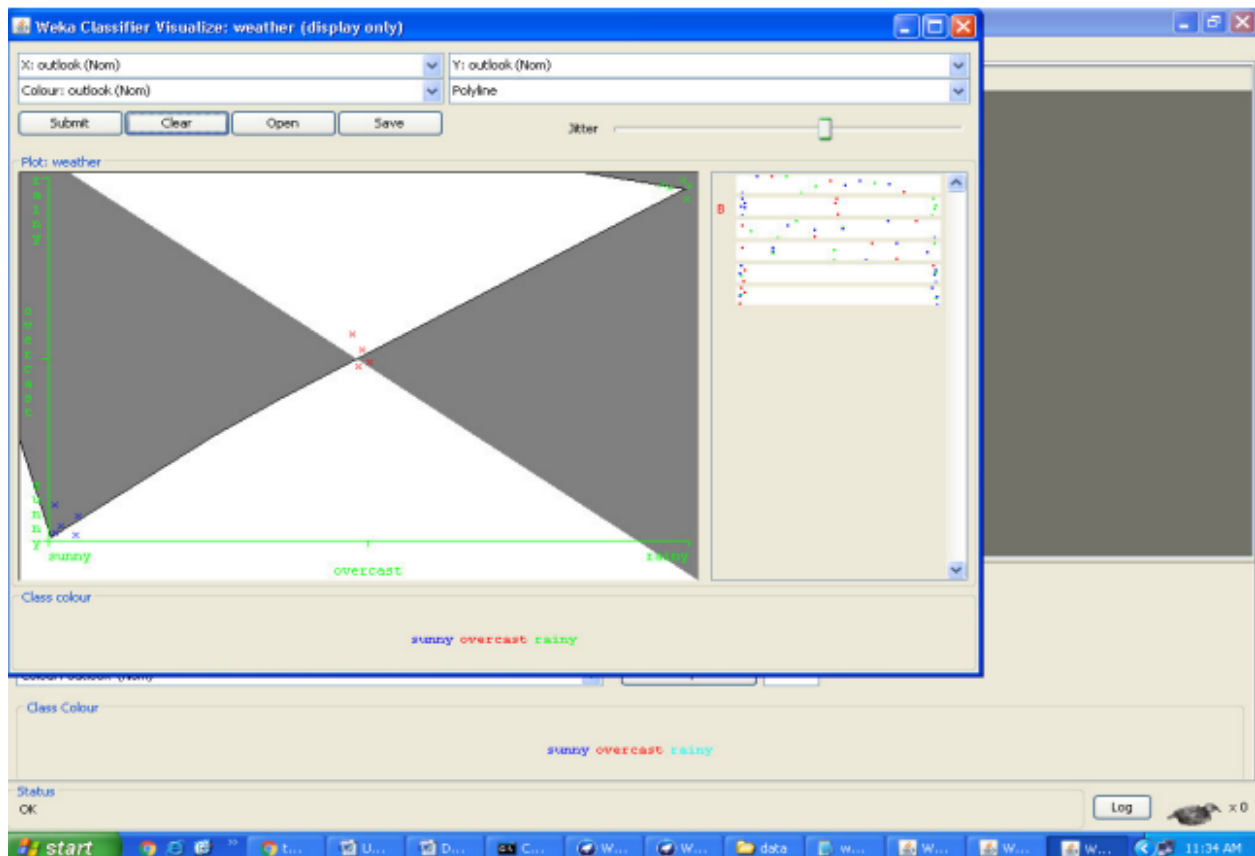 Weka Classifier Visualize: weather (display only)
X: outlook (Nom)
Y: outlook (Nom)
Colour: outlook (Nom)
Polyline
Submit
Clear
Open
Save
Jitter
Plot: weather
rainy
overcast
sunny
B
sunny
overcast
rainy
Class colour
sunny overcast rainy
Class Colour
sunny overcast rainy
Status
OK
Log
x 0
start
t...
U...
D...
C...
W...
W...
data
w...
W...
W...
W...
11:34 AM